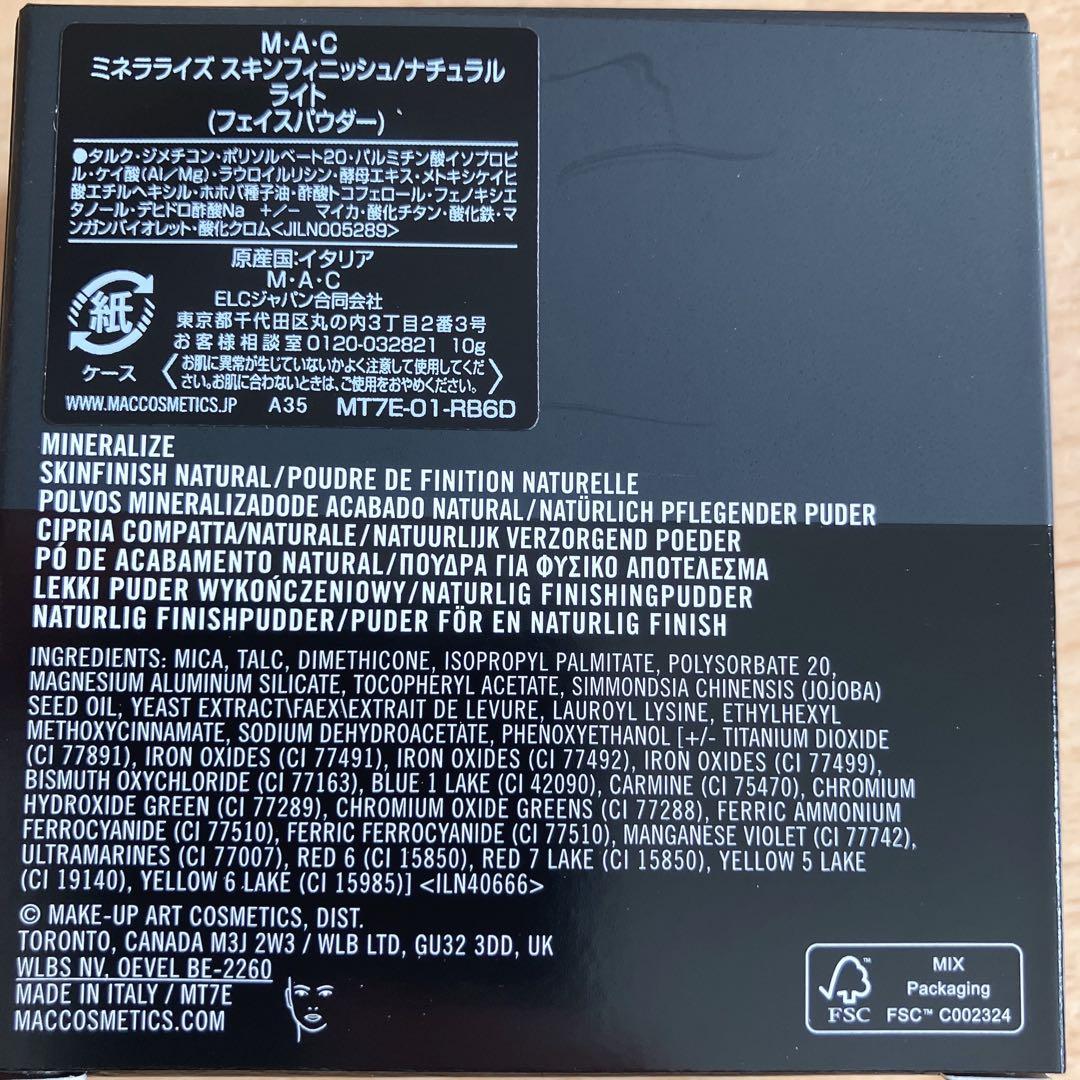 M·A·C
ミネラライズ スキンフィニッシュ/ナチュラル
ライト
(フェイスパウダー)
●タルク・ジメチコン・ポリソルベート20・パルミチン酸イソプロピ
ル・ケイ酸(Al/Mg)・ラウロイルリシン・酵母エキス・メトキシケイヒ
酸エチルヘキシル・ホホバ種子油・酢酸トコフェロール・フェノキシエ
タノール・デヒドロ酢酸Na +/− マイカ・酸化チタン・酸化鉄・マ
ンガンバイオレット・酸化クロム<JILN005289>
原産国:イタリア
M·A·C
ELCジャパン合同会社
東京都千代田区丸の内3丁目2番3号
お客様相談室0120-032821 10g
紙
ケース
お肌に異常が生じていないかよく注意して使用してくだ
さい。お肌に合わないときは、ご使用をおやめください。
WWW.MACCOSMETICS.JP A35 MT7E-01-RB6D
MINERALIZE
SKINFINISH NATURAL/POUDRE DE FINITION NATURELLE
POLVOS MINERALIZADODE ACABADO NATURAL/NATÜRLICH PFLEGENDER PUDER
CIPRIA COMPATTA/NATURALE/NATUURLIJK VERZORGEND POEDER
PÓ DE ACABAMENTO NATURAL/ΠΟΥΔΡΑ ΓΙΑ ΦΥΣΙΚΟ ΑΠΟΤΕΛΕΣΜΑ
LEKKI PUDER WYKOŃCZENIOWY/NATURLIG FINISHINGPUDDER
NATURLIG FINISHPUDDER/PUDER FÖR EN NATURLIG FINISH
INGREDIENTS: MICA, TALC, DIMETHICONE, ISOPROPYL PALMITATE, POLYSORBATE 20,
MAGNESIUM ALUMINUM SILICATE, TOCOPHERYL ACETATE, SIMMONDSIA CHINENSIS (JOJOBA)
SEED OIL, YEAST EXTRACT\FAEX\EXTRAIT DE LEVURE, LAUROYL LYSINE, ETHYLHEXYL
METHOXYCINNAMATE, SODIUM DEHYDROACETATE, PHENOXYETHANOL [+/- TITANIUM DIOXIDE
(CI 77891), IRON OXIDES (CI 77491), IRON OXIDES (CI 77492), IRON OXIDES (CI 77499),
BISMUTH OXYCHLORIDE (CI 77163), BLUE 1 LAKE (CI 42090), CARMINE (CI 75470), CHROMIUM
HYDROXIDE GREEN (CI 77289), CHROMIUM OXIDE GREENS (CI 77288), FERRIC AMMONIUM
FERROCYANIDE (CI 77510), FERRIC FERROCYANIDE (CI 77510), MANGANESE VIOLET (CI 77742),
ULTRAMARINES (CI 77007), RED 6 (CI 15850), RED 7 LAKE (CI 15850), YELLOW 5 LAKE
(CI 19140), YELLOW 6 LAKE (CI 15985)] <ILN40666>
© MAKE-UP ART COSMETICS, DIST.
TORONTO, CANADA M3J 2W3 / WLB LTD, GU32 3DD, UK
WLBS NV, OEVEL BE-2260
MADE IN ITALY / MT7E
MACCOSMETICS.COM
FSC
MIX
Packaging
FSC™ C002324